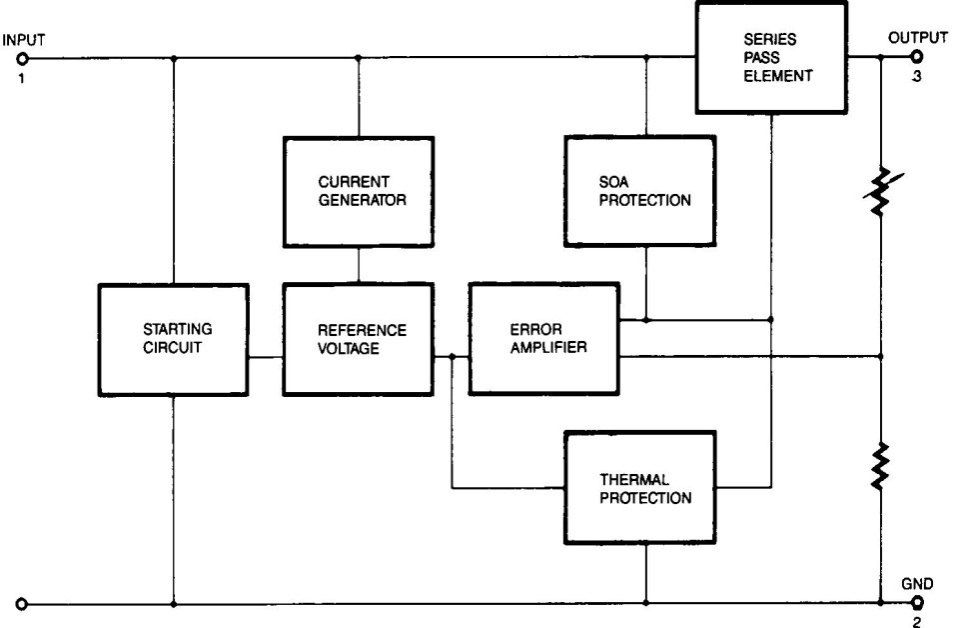 INPUT
1
SERIES
PASS
ELEMENT
OUTPUT
3
CURRENT
GENERATOR
SOA
PROTECTION
STARTING
CIRCUIT
REFERENCE
VOLTAGE
ERROR
AMPLIFIER
THERMAL
PROTECTION
GND
2